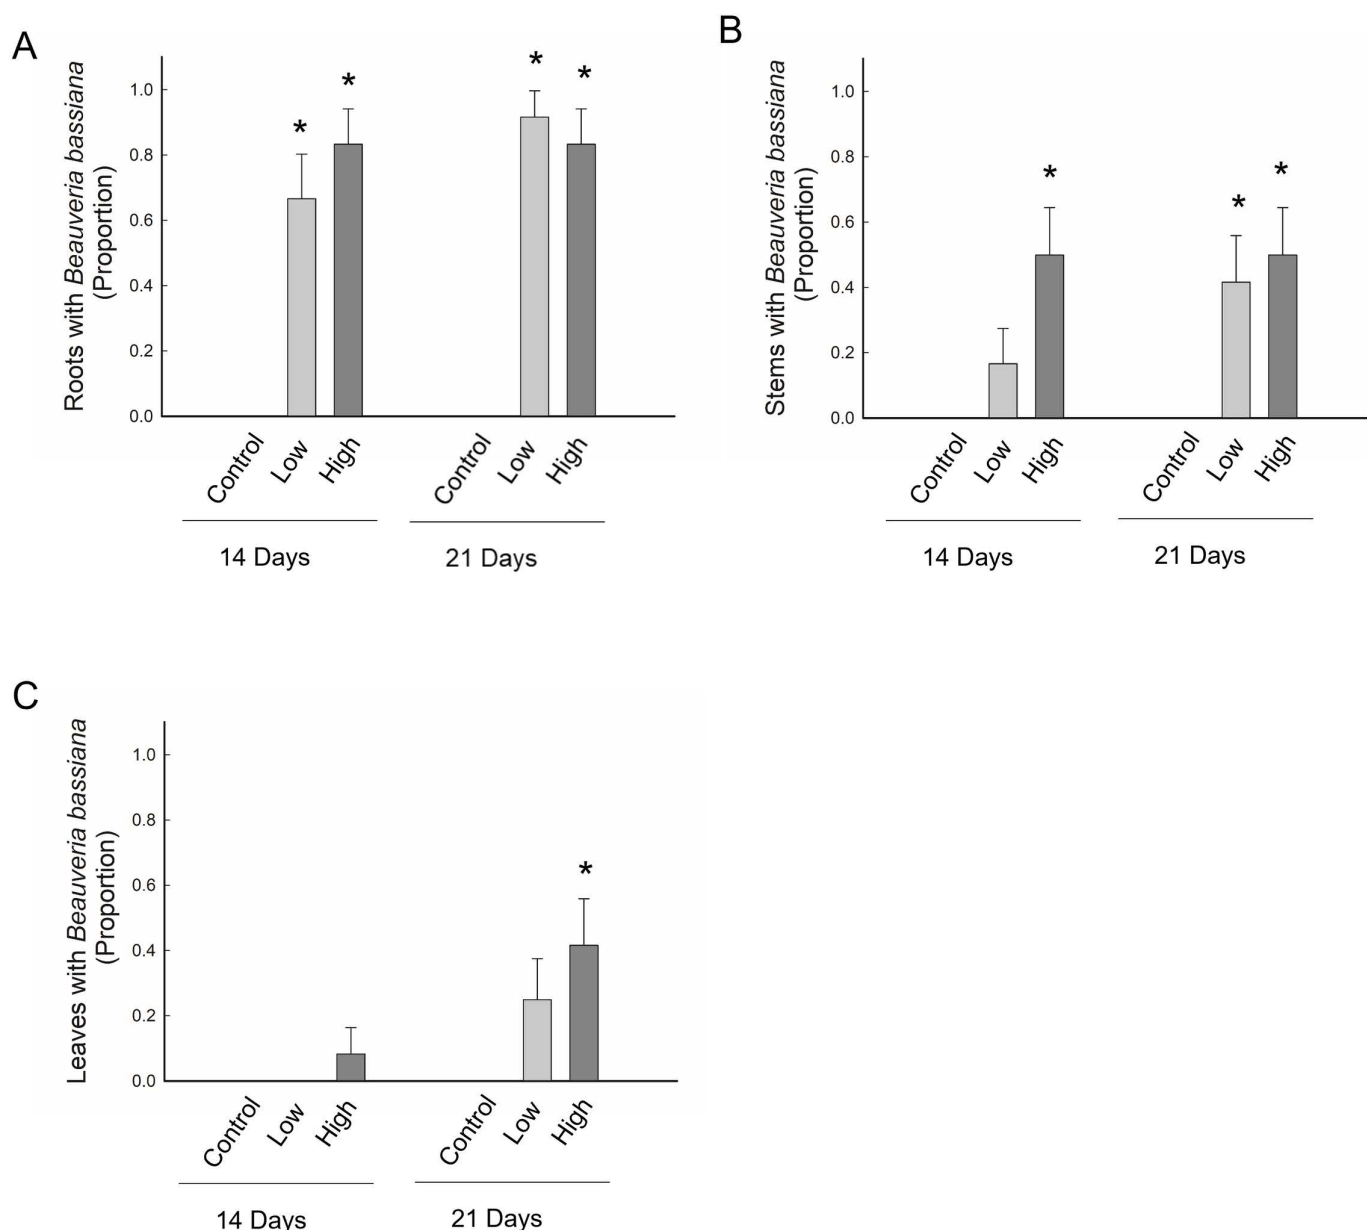 A
Roots with Beauveria bassiana
(Proportion)
1.0
0.8
0.6
0.4
0.2
0.0
*
*
*
*
Control
Low
High
Control
Low
High
14 Days
21 Days
B
Stems with Beauveria bassiana
(Proportion)
1.0
0.8
0.6
0.4
0.2
0.0
*
*
*
Control
Low
High
Control
Low
High
14 Days
21 Days
C
Leaves with Beauveria bassiana
(Proportion)
1.0
0.8
0.6
0.4
0.2
0.0
*
Control
Low
High
Control
Low
High
14 Days
21 Days